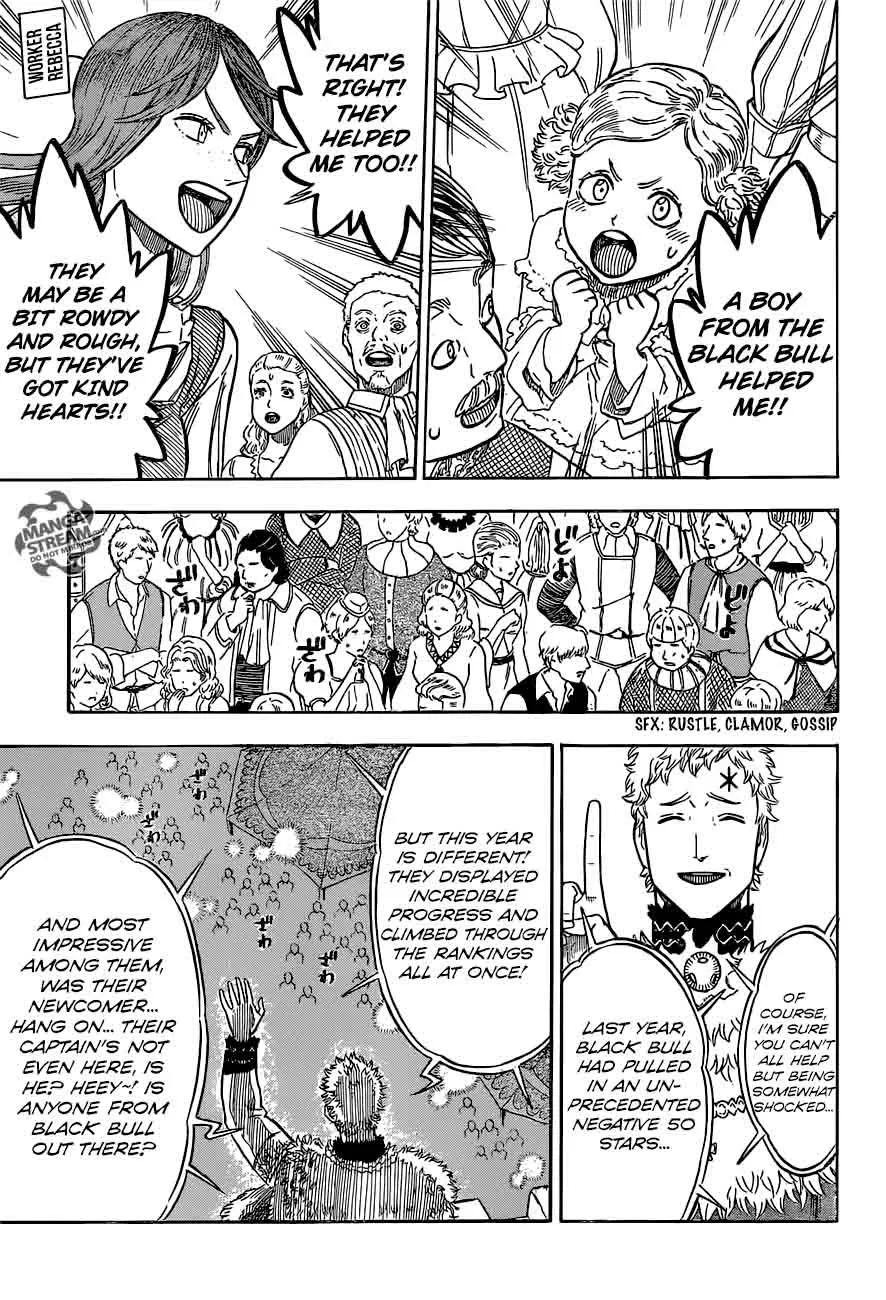 A BOY
FROM THE
BLACK BULL
HELPED
ME!!
THAT'S
RIGHT!
THEY
HELPED
ME TOO!!
WORKER
REBECCA
THEY
MAY BE A
BIT ROWDY
AND ROUGH,
BUT THEY'VE
GOT KIND
HEARTS!!
MANGA
STREAM.com
どよ
どよ
ざわ
ざわ
SFX: RUSTLE, CLAMOR, GOSSIP
OF
COURSE,
I'M SURE
YOU CAN'T
ALL HELP
BUT BEING
SOMEWHAT
SHOCKED...
LAST YEAR,
BLACK BULL
HAD PULLED
IN AN UN-
PRECEDENTED
NEGATIVE 50
STARS...
BUT THIS YEAR
IS DIFFERENT!
THEY DISPLAYED
INCREDIBLE
PROGRESS AND
CLIMBED THROUGH
THE RANKINGS
ALL AT ONCE!
ざわ
ざわ
ざわ
AND MOST
IMPRESSIVE
AMONG THEM,
WAS THEIR
NEWCOMER...
HANG ON... THEIR
CAPTAIN'S NOT
EVEN HERE, IS
HE? HEEY~! IS
ANYONE FROM
BLACK BULL
OUT THERE?